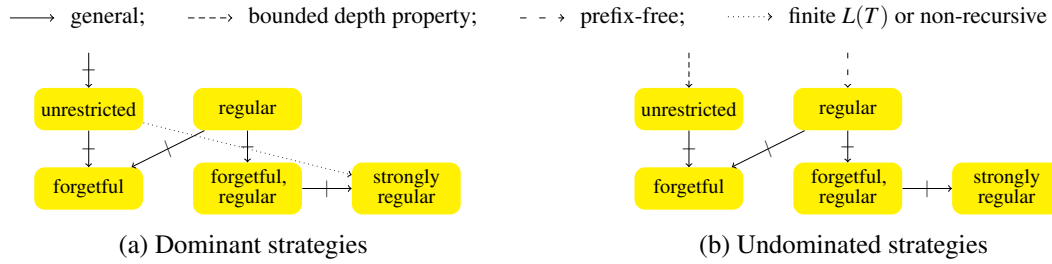 general; bounded depth property; prefix-free; finite L(T) or non-recursive
unrestricted regular
forgetful forgetful, regular strongly regular
(a) Dominant strategies
unrestricted regular
forgetful forgetful, regular strongly regular
(b) Undominated strategies